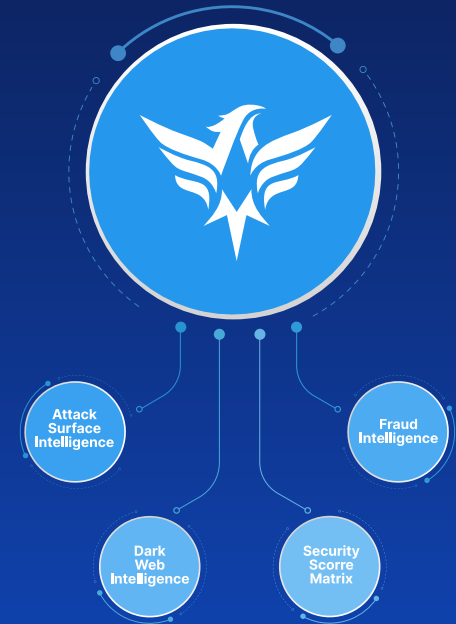 Attack
Surface
Intelligence
Fraud
Intelligence
Dark
Web
Intelligence
Security
Scorre
Matrix